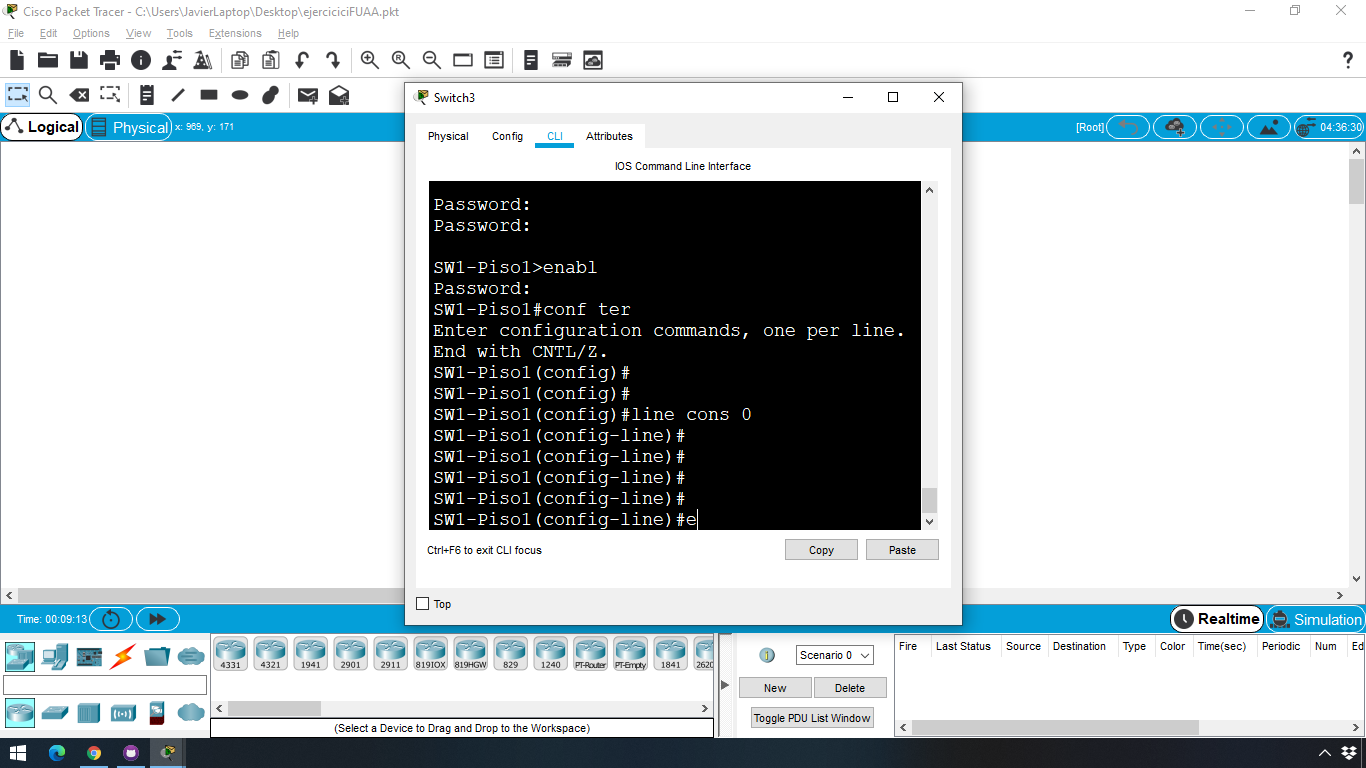 Cisco Packet Tracer - C:\Users\JavierLaptop\Desktop\ejerciciciFUAA.pkt
File Edit Options View Tools Extensions Help
?
Logical Physical x: 969, y: 171 [Root] 04:36:30
Switch3
Physical Config CLI Attributes
IOS Command Line Interface
Password:
Password:
SW1-Piso1>enabl
Password:
SW1-Piso1#conf ter
Enter configuration commands, one per line.
End with CNTL/Z.
SW1-Piso1(config)#
SW1-Piso1(config)#
SW1-Piso1(config)#line cons 0
SW1-Piso1(config-line)#
SW1-Piso1(config-line)#
SW1-Piso1(config-line)#
SW1-Piso1(config-line)#
SW1-Piso1(config-line)#e
Ctrl+F6 to exit CLI focus Copy Paste
Top
Time: 00:09:13 Realtime Simulation
4331 4321 1941 2901 2911 819IOX 819HGW 829 1240 PT-Router PT-Empty 1841 2620
Scenario 0
New Delete
Toggle PDU List Window
Fire Last Status Source Destination Type Color Time(sec) Periodic Num Ed
(Select a Device to Drag and Drop to the Workspace)